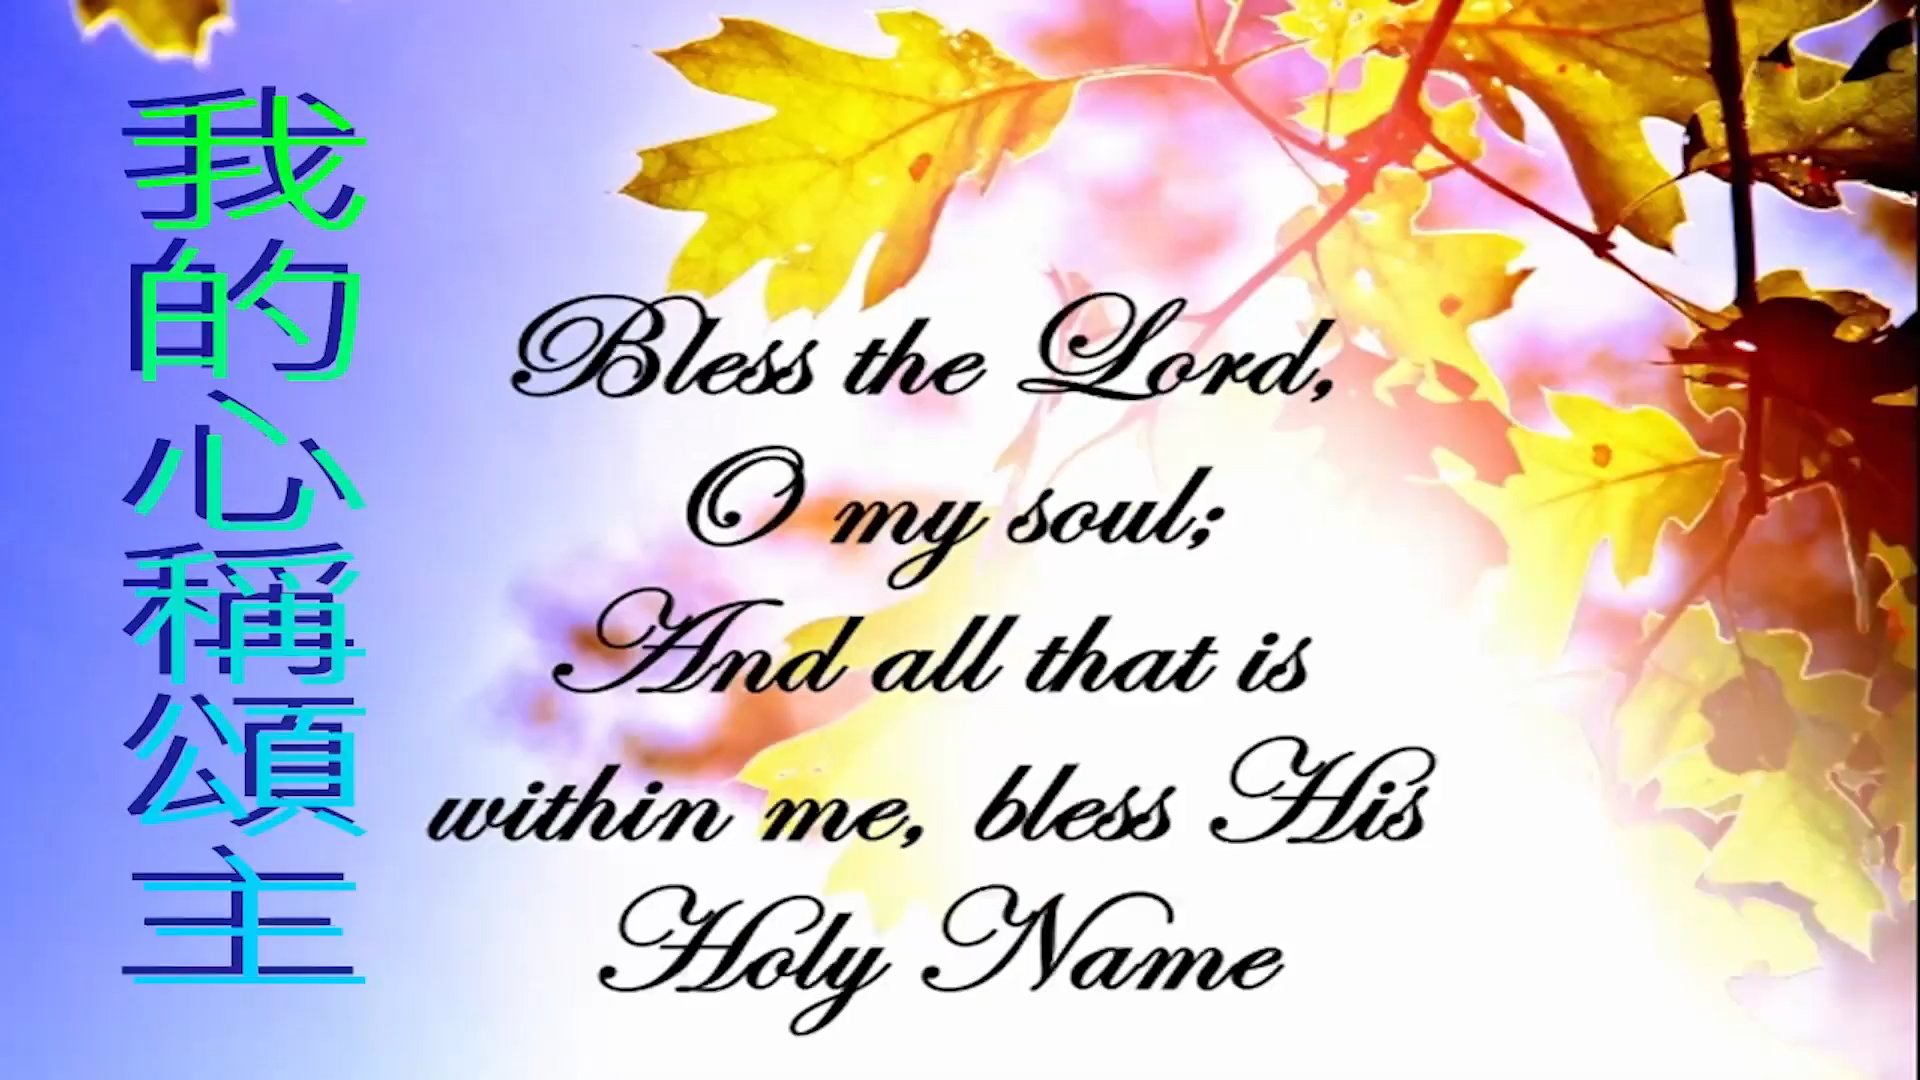 我的心稱頌主
Bless the Lord,
O my soul;
And all that is
within me, bless His
Holy Name